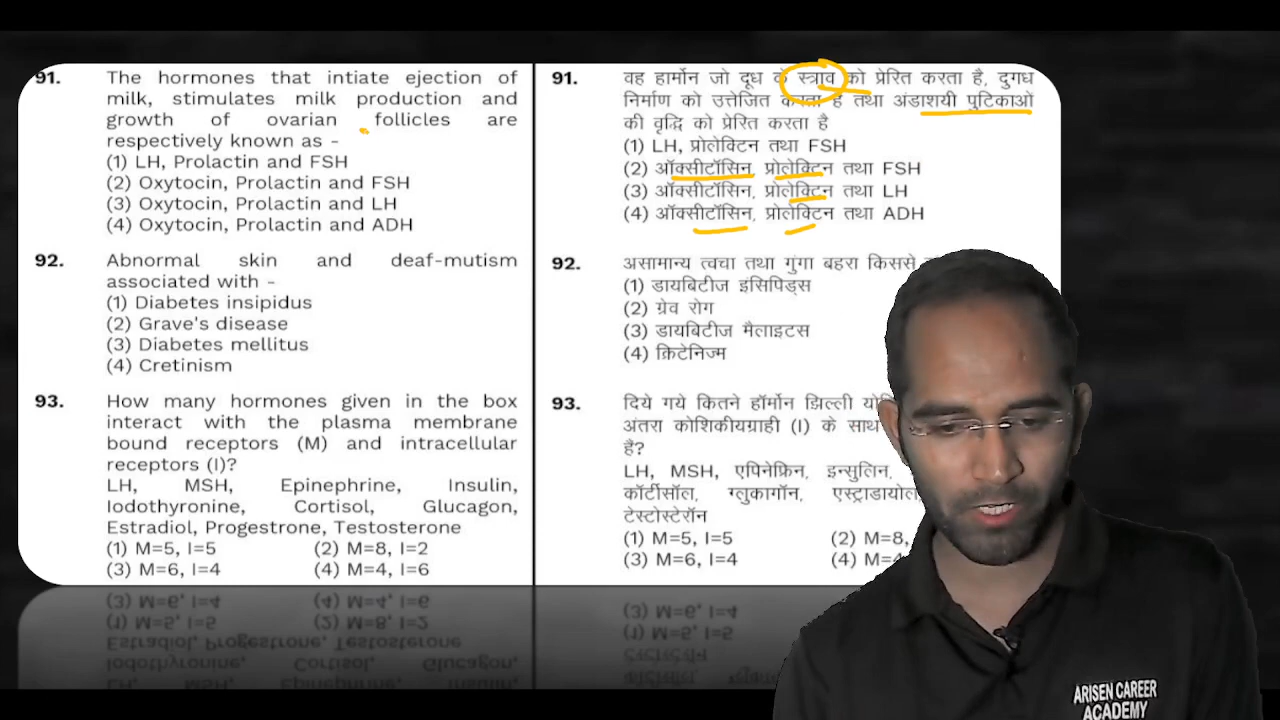 91. The hormones that intiate ejection of
milk, stimulates milk production and
growth of ovarian follicles are
respectively known as -
(1) LH, Prolactin and FSH
(2) Oxytocin, Prolactin and FSH
(3) Oxytocin, Prolactin and LH
(4) Oxytocin, Prolactin and ADH
92. Abnormal skin and deaf-mutism
associated with -
(1) Diabetes insipidus
(2) Grave's disease
(3) Diabetes mellitus
(4) Cretinism
93. How many hormones given in the box
interact with the plasma membrane
bound receptors (M) and intracellular
receptors (I)?
LH, MSH, Epinephrine, Insulin,
Iodothyronine, Cortisol, Glucagon,
Estradiol, Progestrone, Testosterone
(1) M=5, I=5 (2) M=8, I=2
(3) M=6, I=4 (4) M=4, I=6
91. वह हार्मोन जो दूध के स्त्राव को प्रेरित करता है, दुगध
निर्माण को उत्तेजित करता है तथा अंडाशयी पुटिकाओं
की वृद्वि को प्रेरित करता है
(1) LH, प्रोलेक्टिन तथा FSH
(2) ऑक्सीटॉसिन, प्रोलेक्टिन तथा FSH
(3) ऑक्सीटॉसिन, प्रोलेक्टिन तथा LH
(4) ऑक्सीटॉसिन, प्रोलेक्टिन तथा ADH
92. असामान्य त्वचा तथा गुंगा बहरा किससे
(1) डायबिटीज इंसिपिड्स
(2) ग्रेव रोग
(3) डायबिटीज मैलाइटस
(4) क्रिटेनिज्म
93. दिये गये कितने हॉर्मोन झिल्ली
अंतरा कोशिकीयग्राही (I) के साथ
है?
LH, MSH, एपिनेफ्रिन, इन्सुलिन,
कॉर्टीसॉल, ग्लुकागॉन,
टेस्टोस्टेरॉन
(1) M=5, I=5 (2) M=8,
(3) M=6, I=4 (4)
ARISEN CAREER
ACADEMY